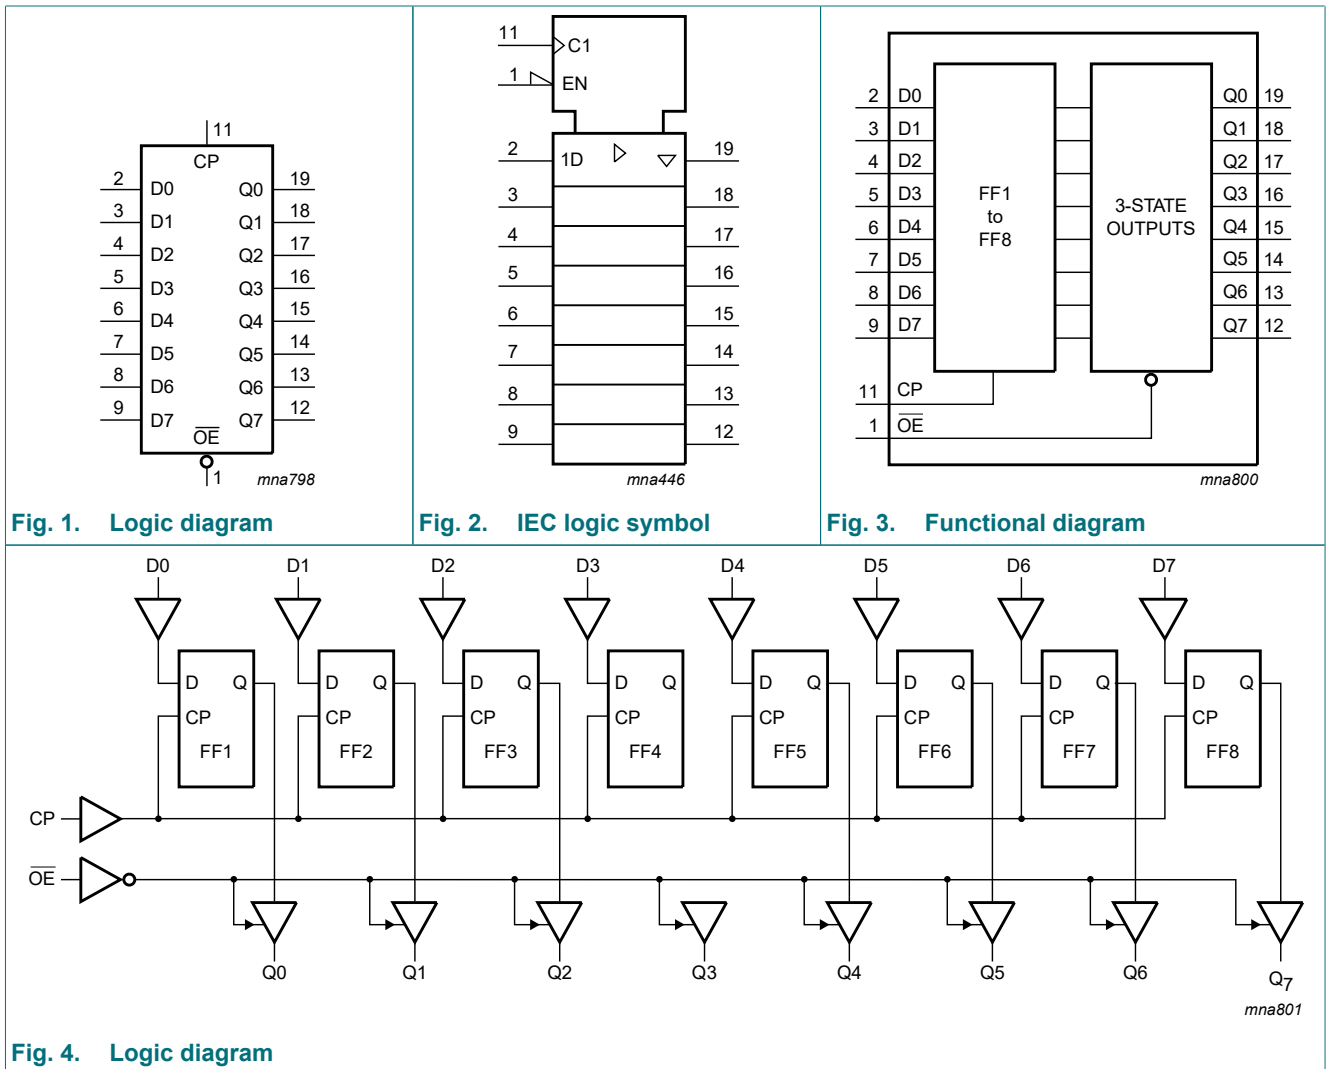 11
CP
2 D0 Q0 19
3 D1 Q1 18
4 D2 Q2 17
5 D3 Q3 16
6 D4 Q4 15
7 D5 Q5 14
8 D6 Q6 13
9 D7 Q7 12
OE
1 mna798
Fig. 1. Logic diagram
11 C1
1 EN
2 1D 19
3 18
4 17
5 16
6 15
7 14
8 13
9 12
mna446
Fig. 2. IEC logic symbol
2 D0 Q0 19
3 D1 Q1 18
4 D2 Q2 17
5 D3 Q3 16
6 D4 Q4 15
7 D5 Q5 14
8 D6 Q6 13
9 D7 Q7 12
FF1
to
FF8
3-STATE
OUTPUTS
11 CP
1 OE
mna800
Fig. 3. Functional diagram
D0 D1 D2 D3 D4 D5 D6 D7
D Q D Q D Q D Q D Q D Q D Q D Q
CP CP CP CP CP CP CP CP
FF1 FF2 FF3 FF4 FF5 FF6 FF7 FF8
CP
OE
Q0 Q1 Q2 Q3 Q4 Q5 Q6 Q7
mna801
Fig. 4. Logic diagram